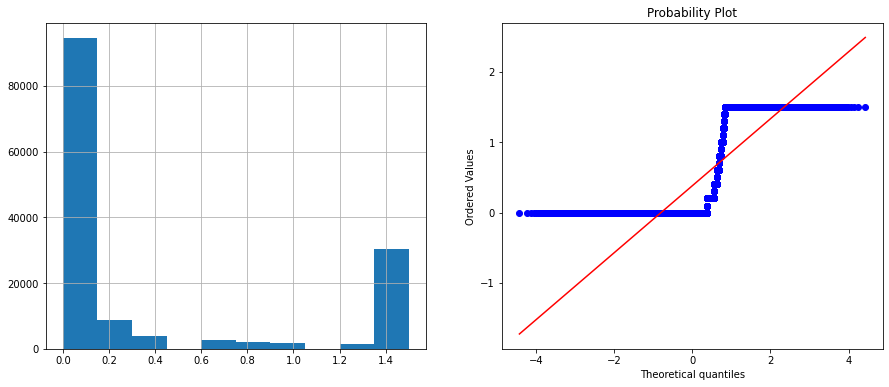 80000
60000
40000
20000
0
0.0 0.2 0.4 0.6 0.8 1.0 1.2 1.4
Probability Plot
Ordered Values
2
1
0
−1
−4 −2 0 2 4
Theoretical quantiles